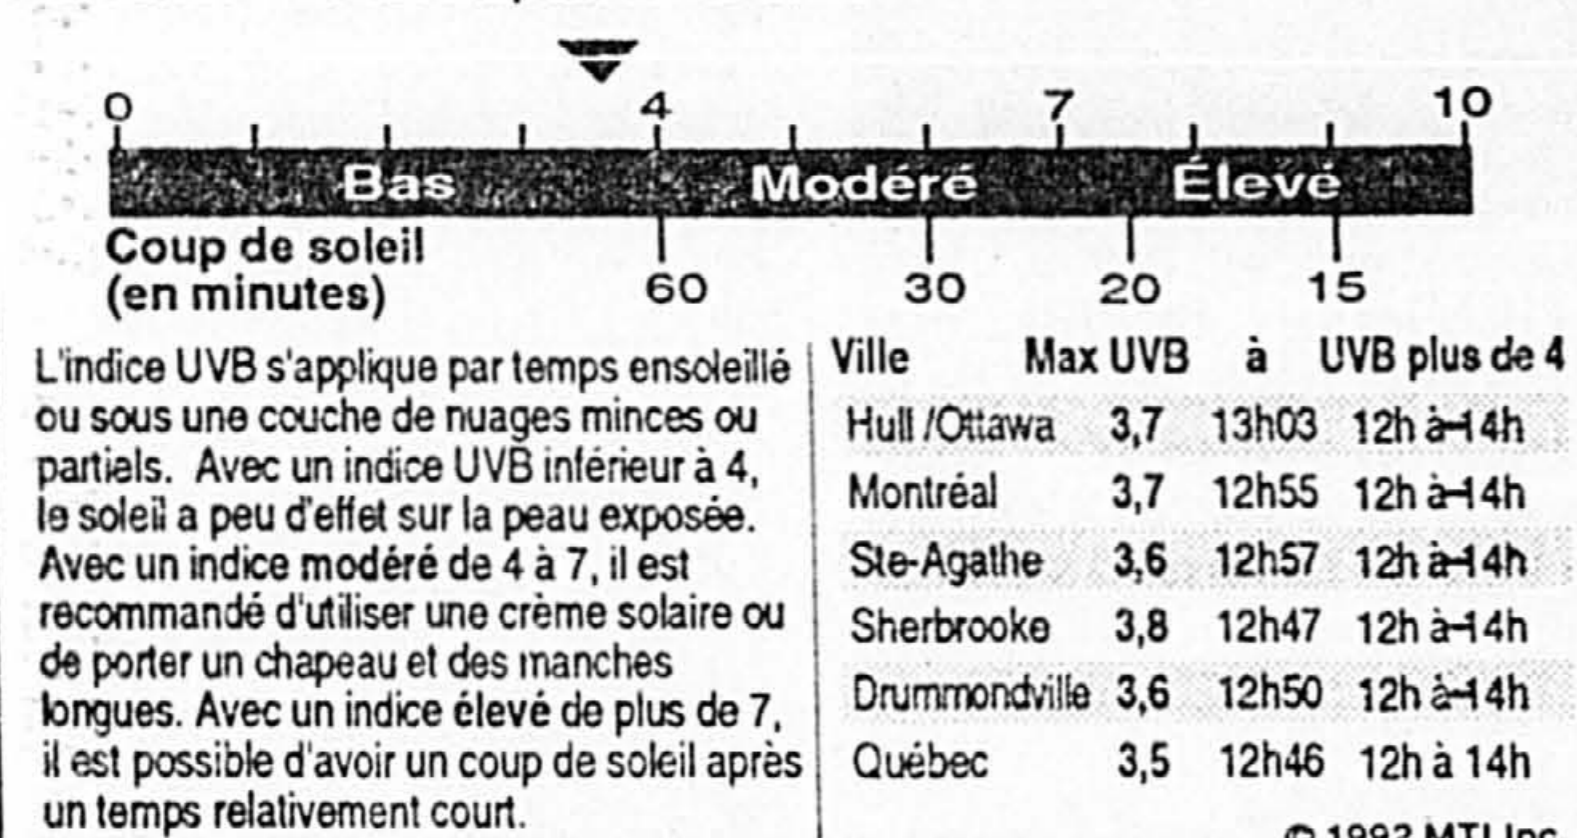 0 4 7 10
Bas Modéré Élevé
Coup de soleil
(en minutes)
60 30 20 15
L'indice UVB s'applique par temps ensoleillé
ou sous une couche de nuages minces ou
partiels. Avec un indice UVB inférieur à 4,
le soleil a peu d'effet sur la peau exposée.
Avec un indice modéré de 4 à 7, il est
recommandé d'utiliser une crème solaire ou
de porter un chapeau et des manches
longues. Avec un indice élevé de plus de 7,
il est possible d'avoir un coup de soleil après
un temps relativement court.
Ville Max UVB à UVB plus de 4
Hull /Ottawa 3,7 13h03 12h à 14h
Montréal 3,7 12h55 12h à 14h
Ste-Agathe 3,6 12h57 12h à 14h
Sherbrooke 3,8 12h47 12h à 14h
Drummondville 3,6 12h50 12h à 14h
Québec 3,5 12h46 12h à 14h